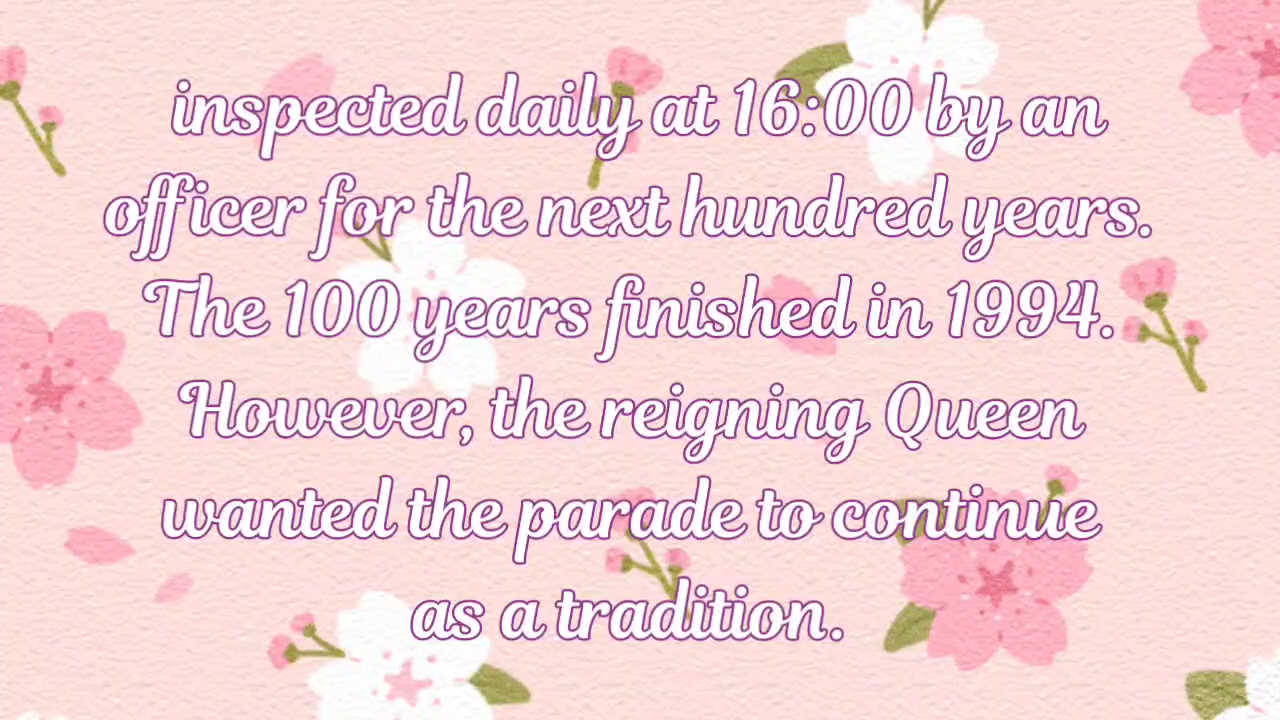 inspected daily at 16:00 by an
officer for the next hundred years.
The 100 years finished in 1994.
However, the reigning Queen
wanted the parade to continue
as a tradition.